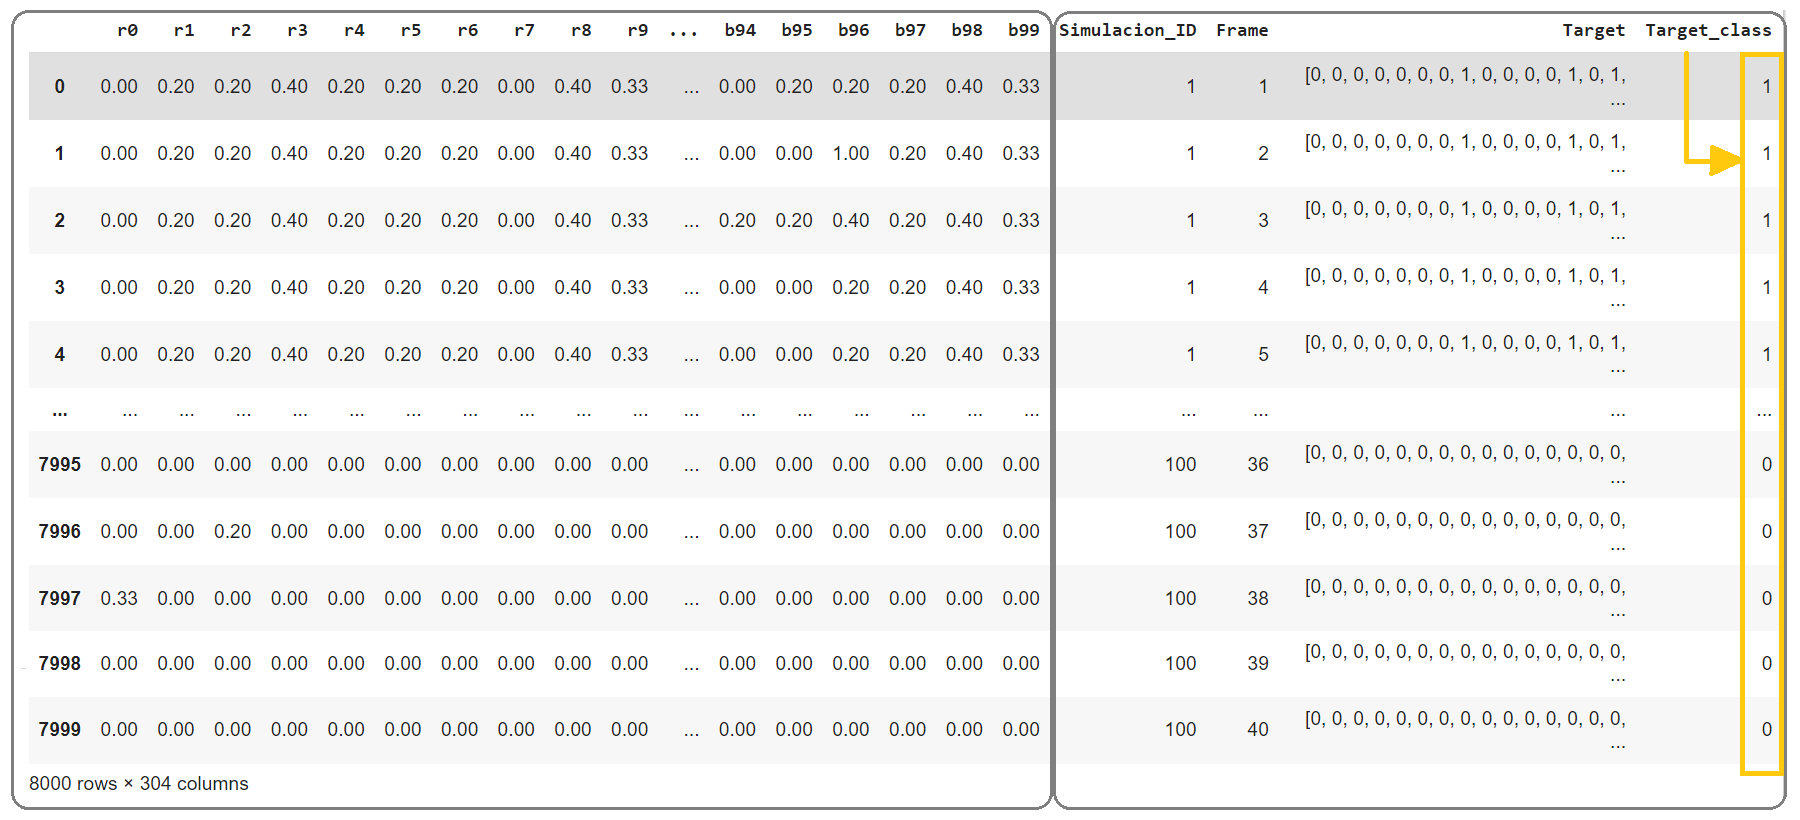 r0 r1 r2 r3 r4 r5 r6 r7 r8 r9 ... b94 b95 b96 b97 b98 b99 Simulacion_ID Frame Target Target_class
0 0.00 0.20 0.20 0.40 0.20 0.20 0.20 0.00 0.40 0.33 ... 0.00 0.20 0.20 0.20 0.40 0.33 1 1 [0, 0, 0, 0, 0, 0, 0, 1, 0, 0, 0, 0, 1, 0, 1, 1
...
1 0.00 0.20 0.20 0.40 0.20 0.20 0.20 0.00 0.40 0.33 ... 0.00 0.00 1.00 0.20 0.40 0.33 1 2 [0, 0, 0, 0, 0, 0, 0, 1, 0, 0, 0, 0, 1, 0, 1, 1
...
2 0.00 0.20 0.20 0.40 0.20 0.20 0.20 0.00 0.40 0.33 ... 0.20 0.20 0.40 0.20 0.40 0.33 1 3 [0, 0, 0, 0, 0, 0, 0, 1, 0, 0, 0, 0, 1, 0, 1, 1
...
3 0.00 0.20 0.20 0.40 0.20 0.20 0.20 0.00 0.40 0.33 ... 0.00 0.00 0.20 0.20 0.40 0.33 1 4 [0, 0, 0, 0, 0, 0, 0, 1, 0, 0, 0, 0, 1, 0, 1, 1
...
4 0.00 0.20 0.20 0.40 0.20 0.20 0.20 0.00 0.40 0.33 ... 0.00 0.00 0.20 0.20 0.40 0.33 1 5 [0, 0, 0, 0, 0, 0, 0, 1, 0, 0, 0, 0, 1, 0, 1, 1
...
... ... ... ... ... ... ... ... ... ... ... ... ... ... ... ... ... ... ... ... ... ...
7995 0.00 0.00 0.00 0.00 0.00 0.00 0.00 0.00 0.00 0.00 ... 0.00 0.00 0.00 0.00 0.00 0.00 100 36 [0, 0, 0, 0, 0, 0, 0, 0, 0, 0, 0, 0, 0, 0, 0, 0
...
7996 0.00 0.00 0.20 0.00 0.00 0.00 0.00 0.00 0.00 0.00 ... 0.00 0.00 0.00 0.00 0.00 0.00 100 37 [0, 0, 0, 0, 0, 0, 0, 0, 0, 0, 0, 0, 0, 0, 0, 0
...
7997 0.33 0.00 0.00 0.00 0.00 0.00 0.00 0.00 0.00 0.00 ... 0.00 0.00 0.00 0.00 0.00 0.00 100 38 [0, 0, 0, 0, 0, 0, 0, 0, 0, 0, 0, 0, 0, 0, 0, 0
...
7998 0.00 0.00 0.00 0.00 0.00 0.00 0.00 0.00 0.00 0.00 ... 0.00 0.00 0.00 0.00 0.00 0.00 100 39 [0, 0, 0, 0, 0, 0, 0, 0, 0, 0, 0, 0, 0, 0, 0, 0
...
7999 0.00 0.00 0.00 0.00 0.00 0.00 0.00 0.00 0.00 0.00 ... 0.00 0.00 0.00 0.00 0.00 0.00 100 40 [0, 0, 0, 0, 0, 0, 0, 0, 0, 0, 0, 0, 0, 0, 0, 0
...
8000 rows × 304 columns